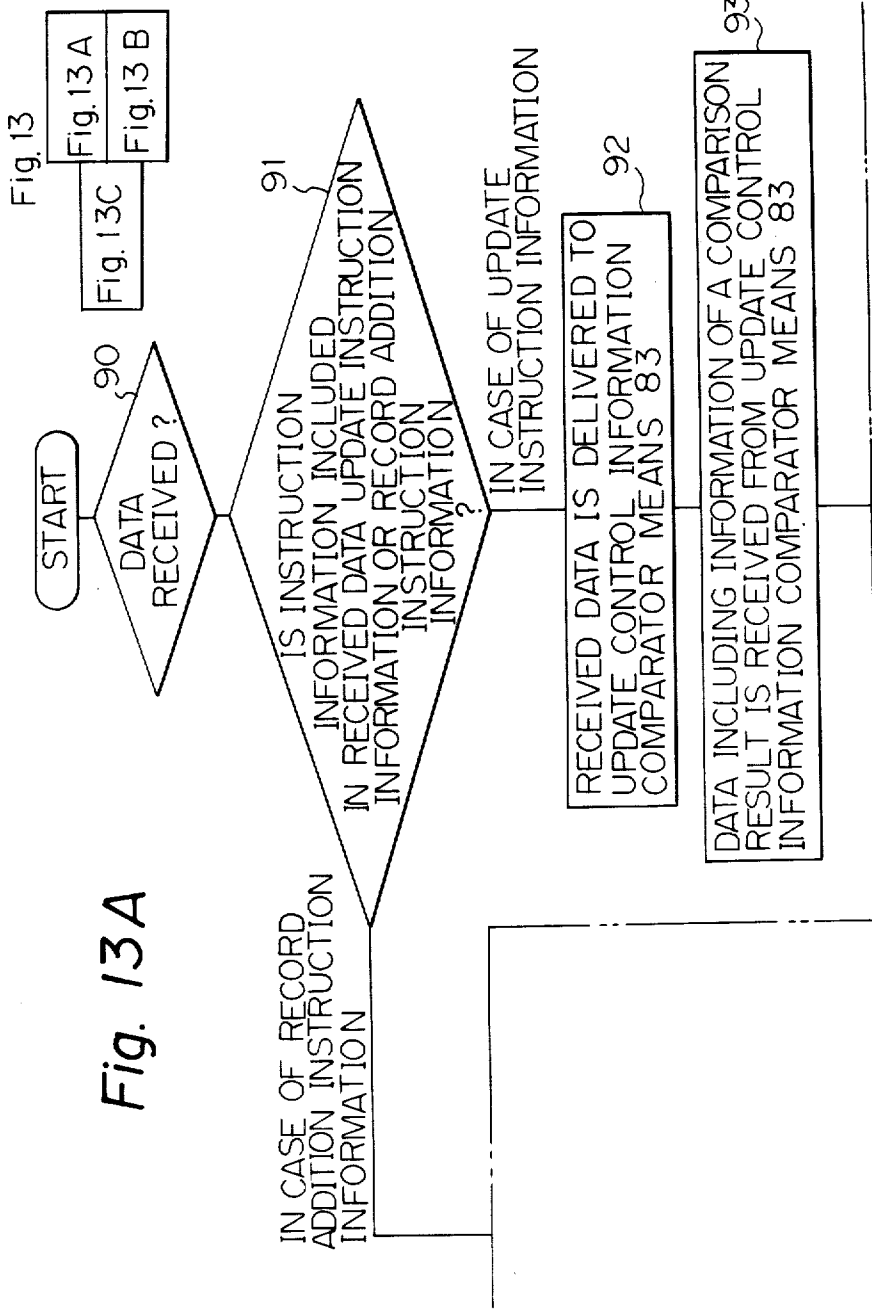 Fig. 13A
Fig. 13
Fig. 13C
Fig. 13A
Fig. 13B
START
90
DATA
RECEIVED ?
91
IS INSTRUCTION
INFORMATION INCLUDED
IN RECEIVED DATA UPDATE INSTRUCTION
INFORMATION OR RECORD ADDITION
INSTRUCTION
INFORMATION
?
IN CASE OF RECORD
ADDITION INSTRUCTION
INFORMATION
IN CASE OF UPDATE
INSTRUCTION INFORMATION
92
RECEIVED DATA IS DELIVERED TO
UPDATE CONTROL INFORMATION
COMPARATOR MEANS 83
93
DATA INCLUDING INFORMATION OF A COMPARISON
RESULT IS RECEIVED FROM UPDATE CONTROL
INFORMATION COMPARATOR MEANS 83